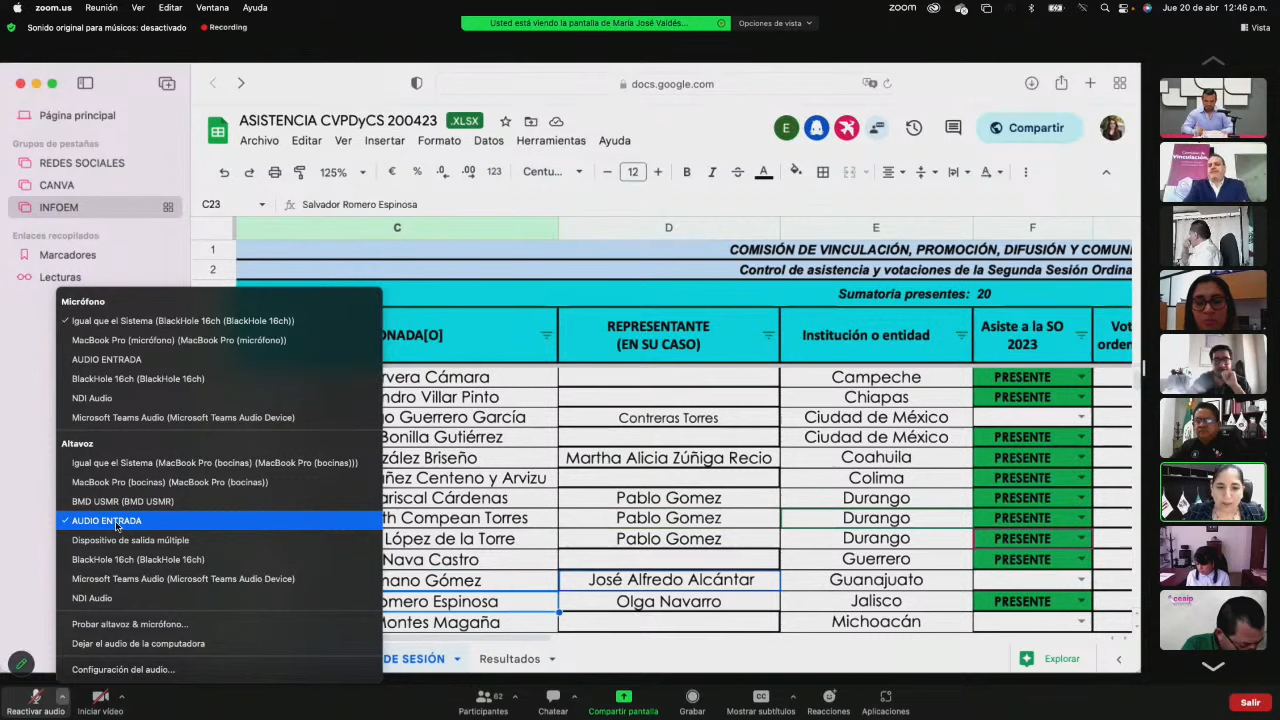 zoom.us Reunión Ver Editar Ventana Ayuda
zoom
Jue 20 de abr 12:46 p.m.
Sonido original para músicos: desactivado
Recording
Usted está viendo la pantalla de María José Valdés...
Opciones de vista
Vista
docs.google.com
Página principal
Grupos de pestañas
REDES SOCIALES
CANVA
INFOEM
Enlaces recopilados
Marcadores
Lecturas
ASISTENCIA CVPDyCS 200423 .XLSX
Archivo Editar Ver Insertar Formato Datos Herramientas Ayuda
E
Compartir
125% € % .0 .00 123 Centu... − 12 + B I S A
C23 fx Salvador Romero Espinosa
C D E F
1 COMISIÓN DE VINCULACIÓN, PROMOCIÓN, DIFUSIÓN Y COMUNI
2 Control de asistencia y votaciones de la Segunda Sesión Ordina
Sumatoria presentes: 20
ONADA[O]
REPRESENTANTE
(EN SU CASO)
Institución o entidad
Asiste a la SO
2023
Vot
orden
rvera Cámara Campeche PRESENTE
ndro Villar Pinto Chiapas PRESENTE
o Guerrero García Contreras Torres Ciudad de México
Bonilla Gutiérrez Ciudad de México PRESENTE
zález Briseño Martha Alicia Zúñiga Recio Coahuila PRESENTE
ñez Centeno y Arvizu Colima PRESENTE
ariscal Cárdenas Pablo Gomez Durango PRESENTE
th Compean Torres Pablo Gomez Durango PRESENTE
López de la Torre Pablo Gomez Durango PRESENTE
Nava Castro Guerrero PRESENTE
mano Gómez José Alfredo Alcántar Guanajuato
omero Espinosa Olga Navarro Jalisco PRESENTE
Montes Magaña Michoacán
DE SESIÓN
Resultados
Explorar
Micrófono
✓ Igual que el Sistema (BlackHole 16ch (BlackHole 16ch))
MacBook Pro (micrófono) (MacBook Pro (micrófono))
AUDIO ENTRADA
BlackHole 16ch (BlackHole 16ch)
NDI Audio
Microsoft Teams Audio (Microsoft Teams Audio Device)
Altavoz
Igual que el Sistema (MacBook Pro (bocinas) (MacBook Pro (bocinas)))
MacBook Pro (bocinas) (MacBook Pro (bocinas))
BMD USMR (BMD USMR)
✓ AUDIO ENTRADA
Dispositivo de salida múltiple
BlackHole 16ch (BlackHole 16ch)
Microsoft Teams Audio (Microsoft Teams Audio Device)
NDI Audio
Probar altavoz & micrófono...
Dejar el audio de la computadora
Configuración del audio...
Reactivar audio
Iniciar video
Participantes 62
Chatear
Compartir pantalla
Grabar
Mostrar subtítulos
Reacciones
Aplicaciones
Salir